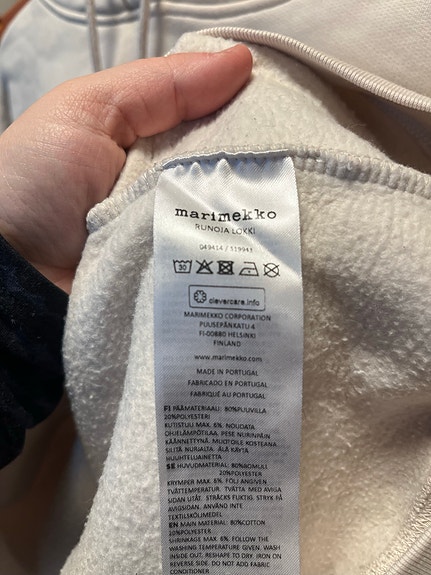 marimekko
RUNOJA LOKKI
049414 / 119941
30
clevercare.info
MARIMEKKO CORPORATION
PUUSEPÄNKATU 4
FI-00880 HELSINKI
FINLAND
www.marimekko.com
MADE IN PORTUGAL
FABRICADO EN PORTUGAL
FABRIQUÉ AU PORTUGAL
FI PÄÄMATERIAALI: 80%PUUVILLA
20%POLYESTERI
KUTISTUU MAX. 6%. NOUDATA
OHJELÄMPÖTILAA. PESE NURINPÄIN
KÄÄNNETTYNÄ. MUOTOILE KOSTEANA.
SILITÄ NURJALTA. ÄLÄ KÄYTÄ
HUUHTELUAINETTA
SE HUVUDMATERIAL: 80%BOMULL
20%POLYESTER
KRYMPER MAX. 6%. FÖLJ ANGIVEN
TVÄTTEMPERATUR. TVÄTTA MED AVIGA
SIDAN UTÅT. STRÄCKS FUKTIG. STRYK PÅ
AVIGSIDAN. ANVÄND INTE
TEXTILSKÖLJMEDEL
EN MAIN MATERIAL: 80%COTTON
20%POLYESTER
SHRINKAGE MAX. 6%. FOLLOW THE
WASHING TEMPERATURE GIVEN. WASH
INSIDE OUT. RESHAPE TO DRY. IRON ON
REVERSE SIDE. DO NOT ADD FABRIC
CONDITIONER